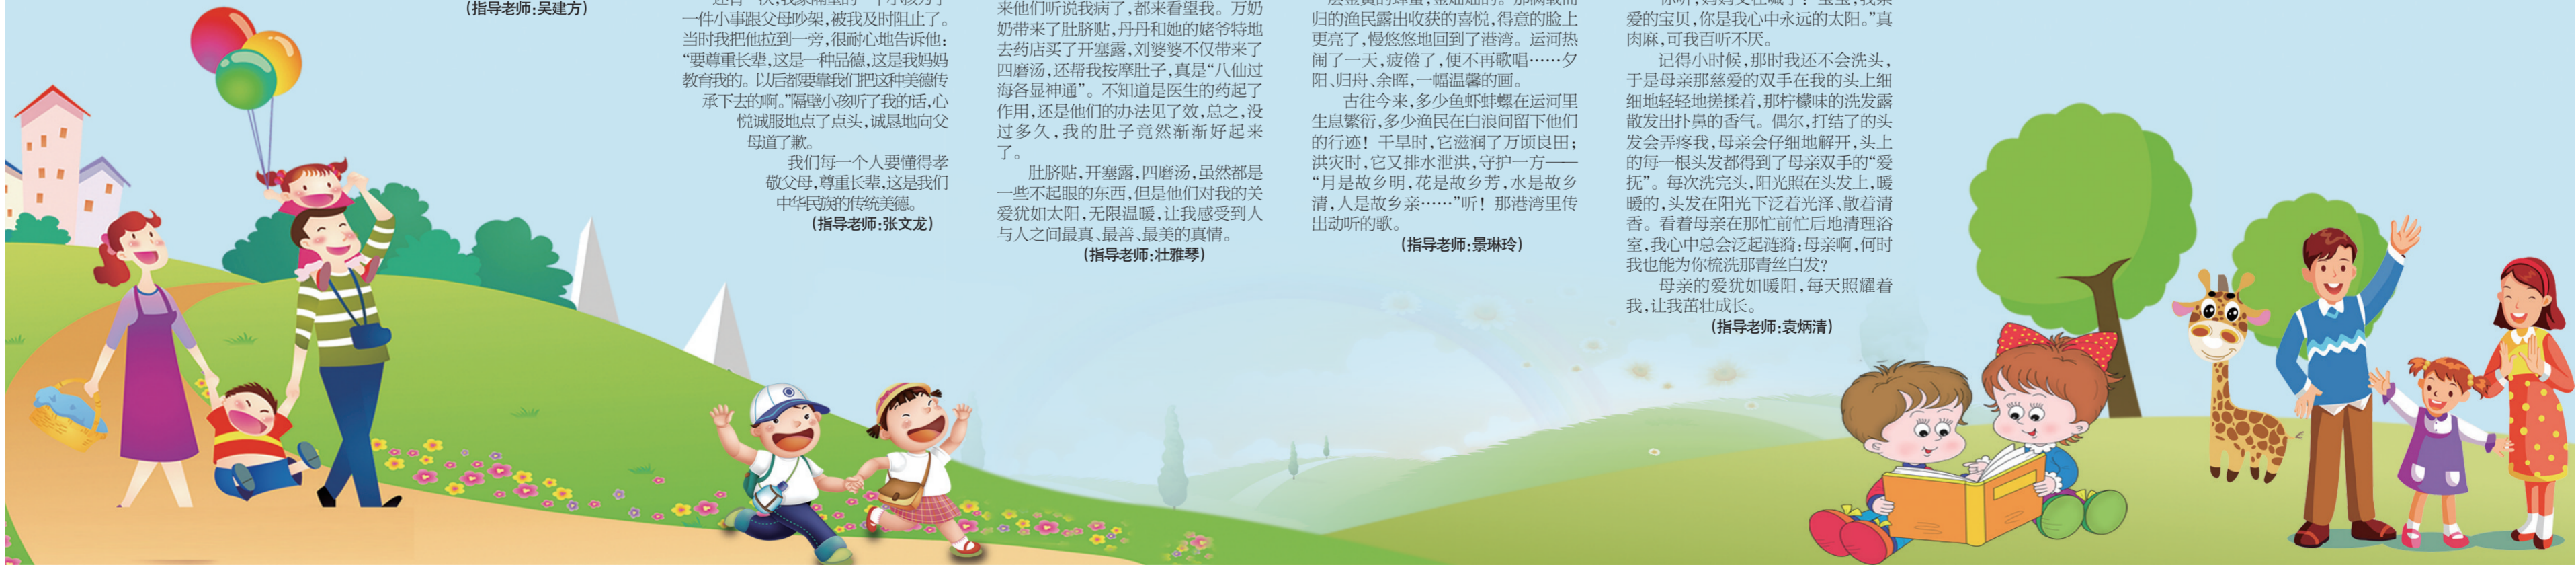 (指导老师:吴建方)
一件小事跟父母吵架,被我及时阻止了。
当时我把他拉到一旁,很耐心地告诉他:
“要尊重长辈,这是一种品德,这是我妈妈
教育我的。以后都要靠我们把这种美德传
承下去的啊。”隔壁小孩听了我的话,心
悦诚服地点了点头,诚恳地向父
母道了歉。
我们每一个人要懂得孝
敬父母,尊重长辈,这是我们
中华民族的传统美德。
(指导老师:张文龙)
来他们听说我病了,都来看望我。万奶
奶带来了肚脐贴,丹丹和她的姥爷特地
去药店买了开塞露,刘婆婆不仅带来了
四磨汤,还帮我按摩肚子,真是“八仙过
海各显神通”。不知道是医生的药起了
作用,还是他们的办法见了效,总之,没
过多久,我的肚子竟然渐渐好起来
了。
肚脐贴,开塞露,四磨汤,虽然都是
一些不起眼的东西,但是他们对我的关
爱犹如太阳,无限温暖,让我感受到人
与人之间最真、最善、最美的真情。
(指导老师:壮雅琴)
归的渔民露出收获的喜悦,得意的脸上
更亮了,慢悠悠地回到了港湾。运河热
闹了一天,疲倦了,便不再歌唱……夕
阳、归舟、余晖,一幅温馨的画。
古往今来,多少鱼虾蚌螺在运河里
生息繁衍,多少渔民在白浪间留下他们
的行迹！干旱时,它滋润了万顷良田;
洪灾时,它又排水泄洪,守护一方——
“月是故乡明,花是故乡芳,水是故乡
清,人是故乡亲……”听！那港湾里传
出动听的歌。
(指导老师:景琳玲)
爱的宝贝,你是我心中永远的太阳。”真
肉麻,可我百听不厌。
记得小时候,那时我还不会洗头,
于是母亲那慈爱的双手在我的头上细
细地轻轻地搓揉着,那柠檬味的洗发露
散发出扑鼻的香气。偶尔,打结了的头
发会弄疼我,母亲会仔细地解开,头上
的每一根头发都得到了母亲双手的“爱
抚”。每次洗完头,阳光照在头发上,暖
暖的,头发在阳光下泛着光泽、散着清
香。看着母亲在那忙前忙后地清理浴
室,我心中总会泛起涟漪:母亲啊,何时
我也能为你梳洗那青丝白发?
母亲的爱犹如暖阳,每天照耀着
我,让我茁壮成长。
(指导老师:袁炳清)